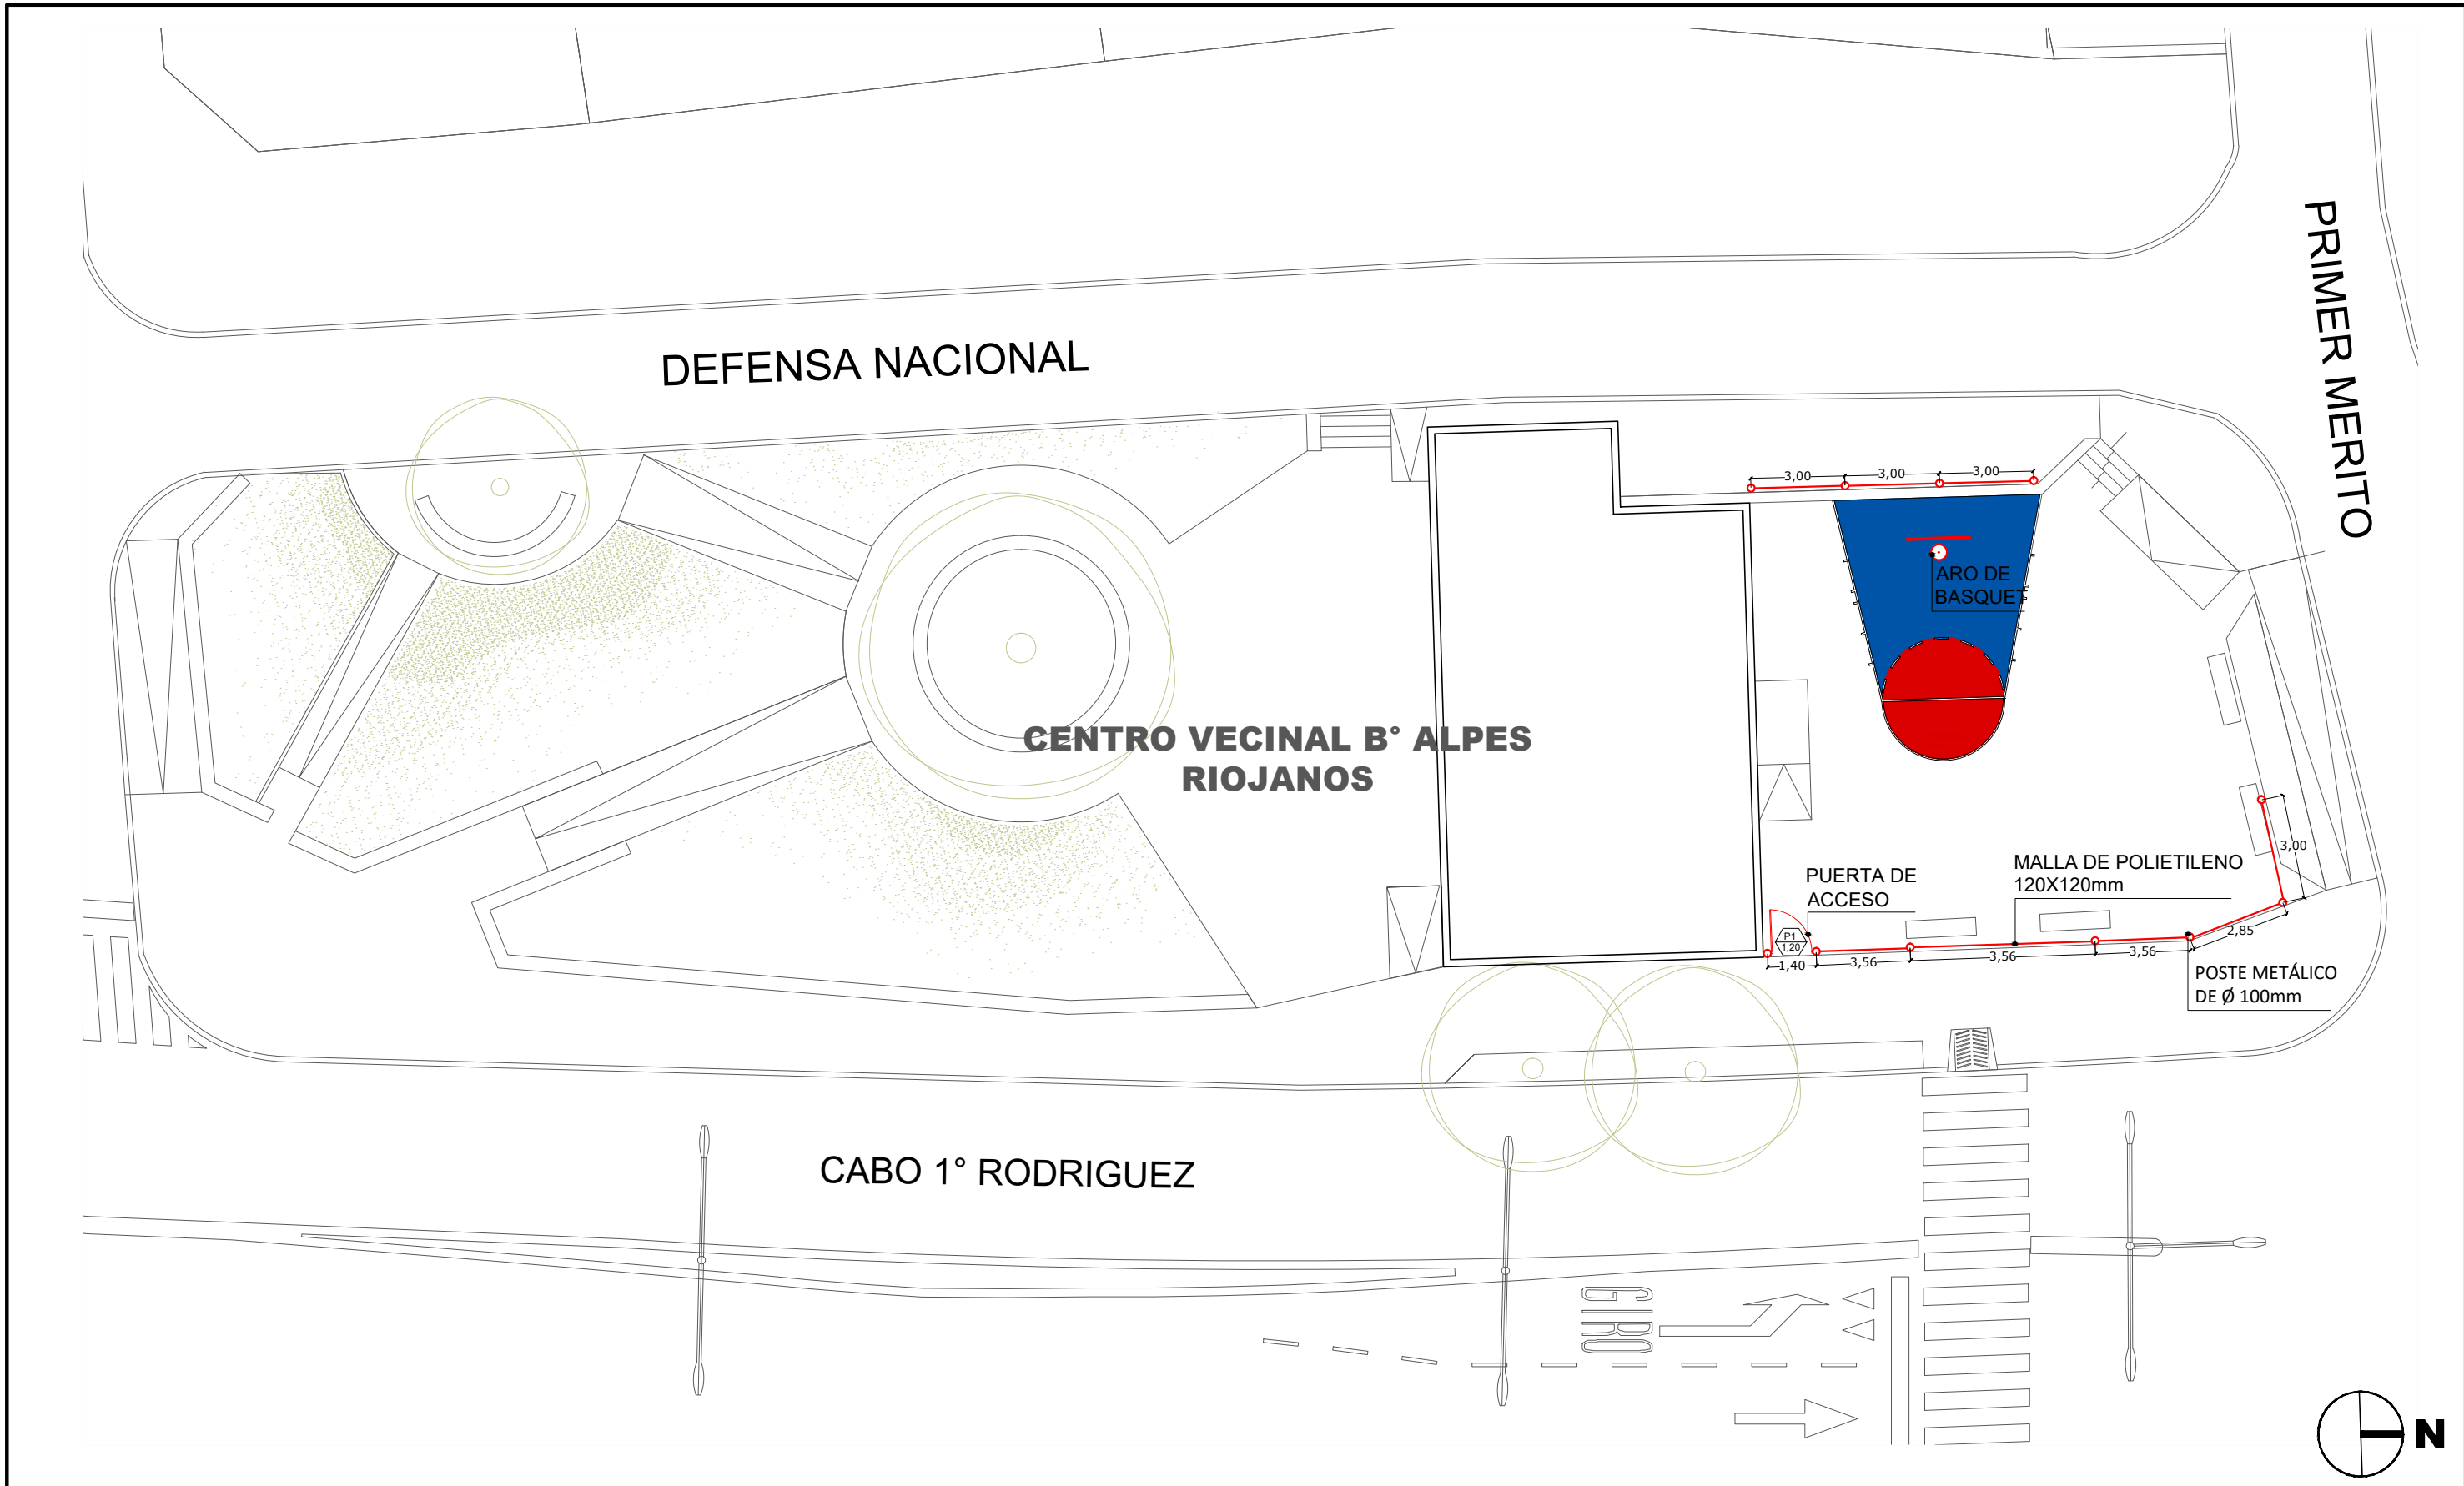 PRIMER MERITO
DEFENSA NACIONAL
3,00
3,00
3,00
ARO DE
BASQUET
CENTRO VECINAL B° ALPES
RIOJANOS
3,00
PUERTA DE
ACCESO
MALLA DE POLIETILENO
120X120mm
P1
1,20
1,40
3,56
3,56
3,56
2,85
POSTE METÁLICO
DE Ø 100mm
CABO 1° RODRIGUEZ
GIRO
N